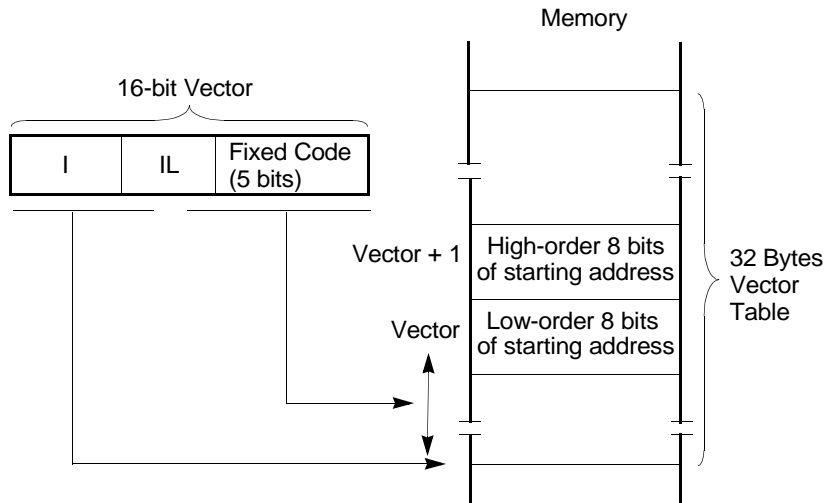 Memory
16-bit Vector
I
IL
Fixed Code
(5 bits)
Vector + 1
High-order 8 bits
of starting address
32 Bytes
Vector
Table
Vector
Low-order 8 bits
of starting address